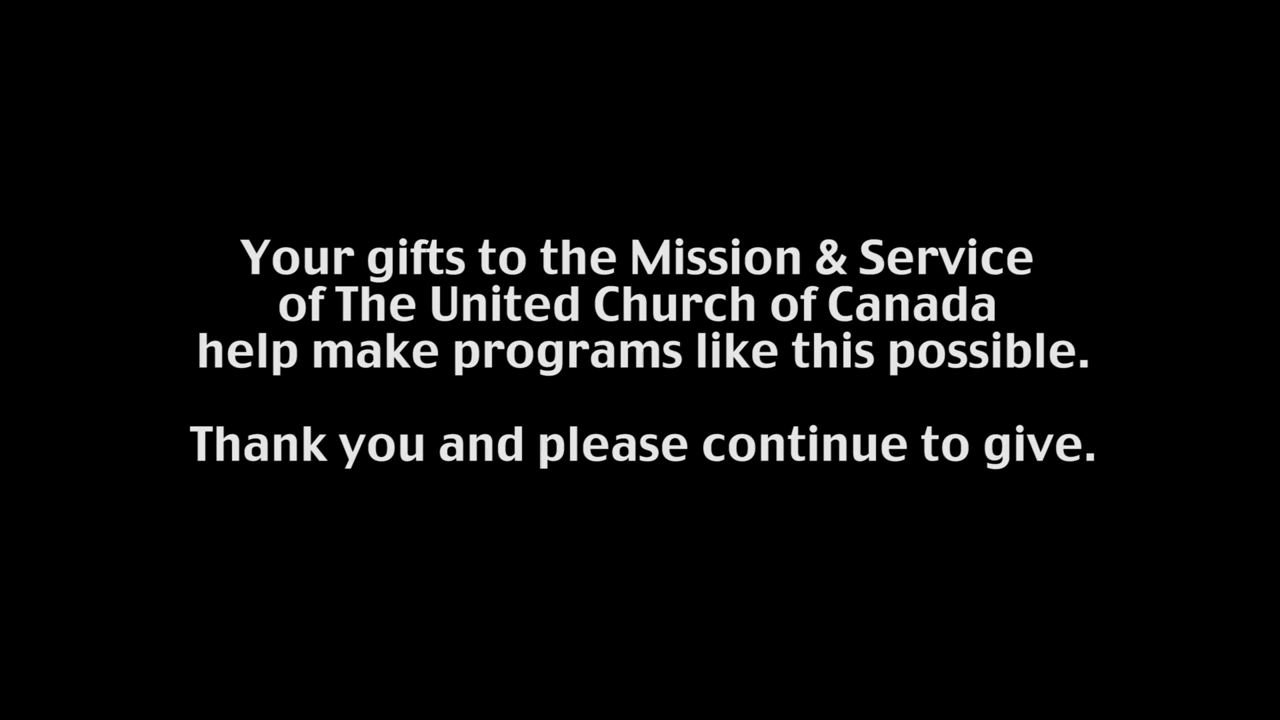 Your gifts to the Mission & Service
of The United Church of Canada
help make programs like this possible.
Thank you and please continue to give.